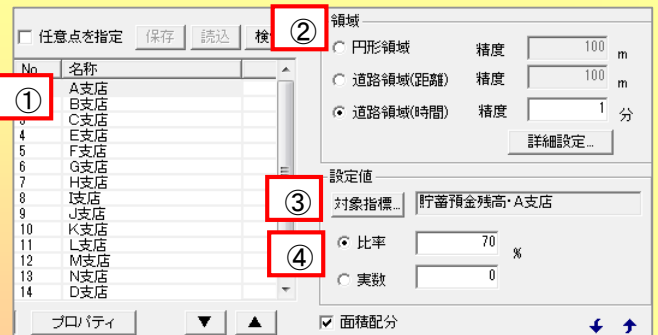 □ 任意点を指定 保存 読込 検
②
領域
円形領域 精度 100 m
道路領域(距離) 精度 100 m
道路領域(時間) 精度 1 分
詳細設定...
①
No 名称
A支店
B支店
C支店
4 E支店
5 F支店
6 G支店
7 H支店
8 I支店
9 J支店
10 K支店
11 L支店
12 M支店
13 N支店
14 D支店
プロパティ ▼ ▲
設定値
③
対象指標... 貯蓄預金残高・A支店
④
比率 70 %
実数 0
面積配分